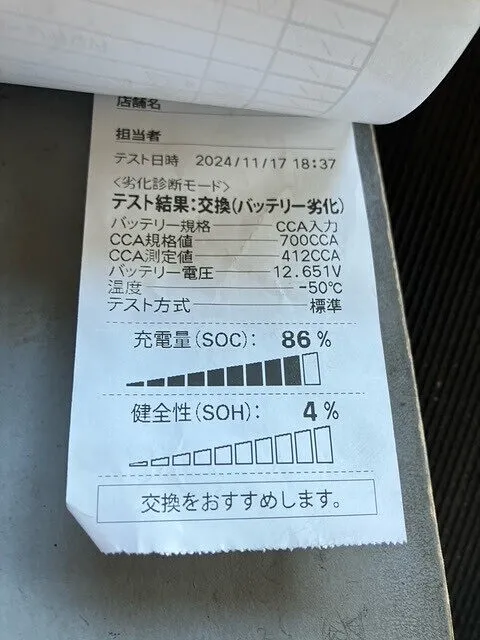 店舗名
担当者
テスト日時 2024/11/17 18:37
<劣化診断モード>
テスト結果:交換(バッテリー劣化)
バッテリー規格 CCA入力
CCA規格値 700CCA
CCA測定値 412CCA
バッテリー電圧 12.651V
温度 -50℃
テスト方式 標準
充電量(SOC): 86%
健全性(SOH): 4%
交換をおすすめします。